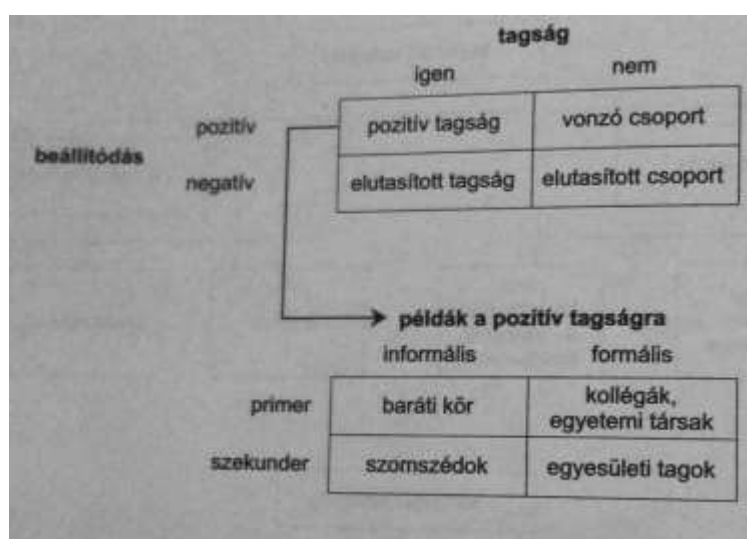 tagság
igen nem
pozitív pozitív tagság vonzó csoport
beállítódás
negatív elutasított tagság elutasított csoport
példák a pozitív tagságra
informális formális
primer baráti kör kollégák,
egyetemi társak
szekunder szomszédok egyesületi tagok